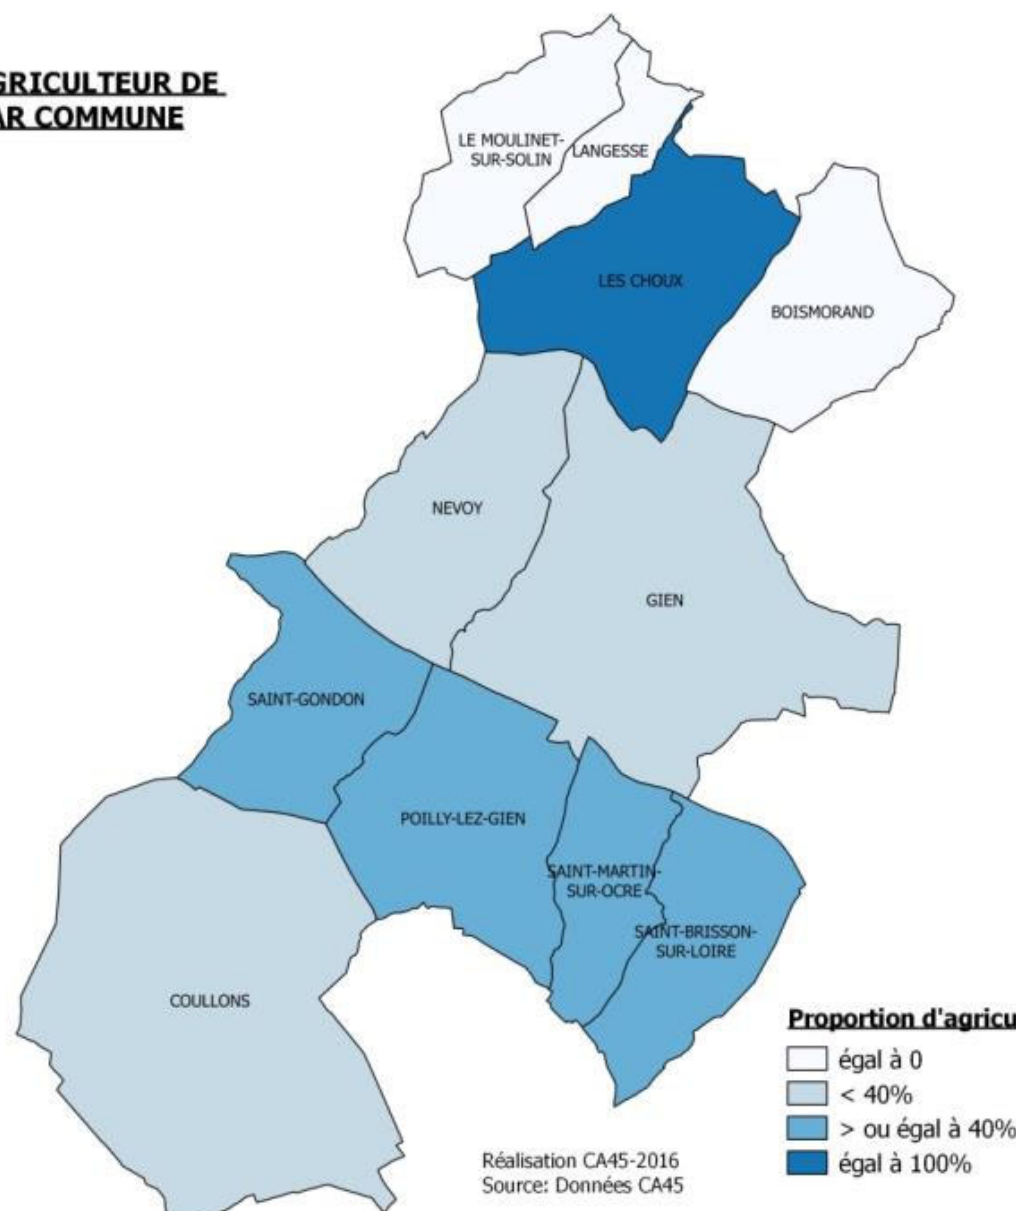 GRICULTEUR DE
AR COMMUNE
LE MOULINET-
SUR-SOLIN
LANGESSE
LES CHOUX
BOISMORAND
NEVOY
GIEN
SAINT-GONDON
POILLY-LEZ-GIEN
SAINT-MARTIN-
SUR-OCRE
SAINT-BRISSON-
SUR-LOIRE
COULLONS
Proportion d'agricu
égal à 0
< 40%
> ou égal à 40%
égal à 100%
Réalisation CA45-2016
Source: Données CA45